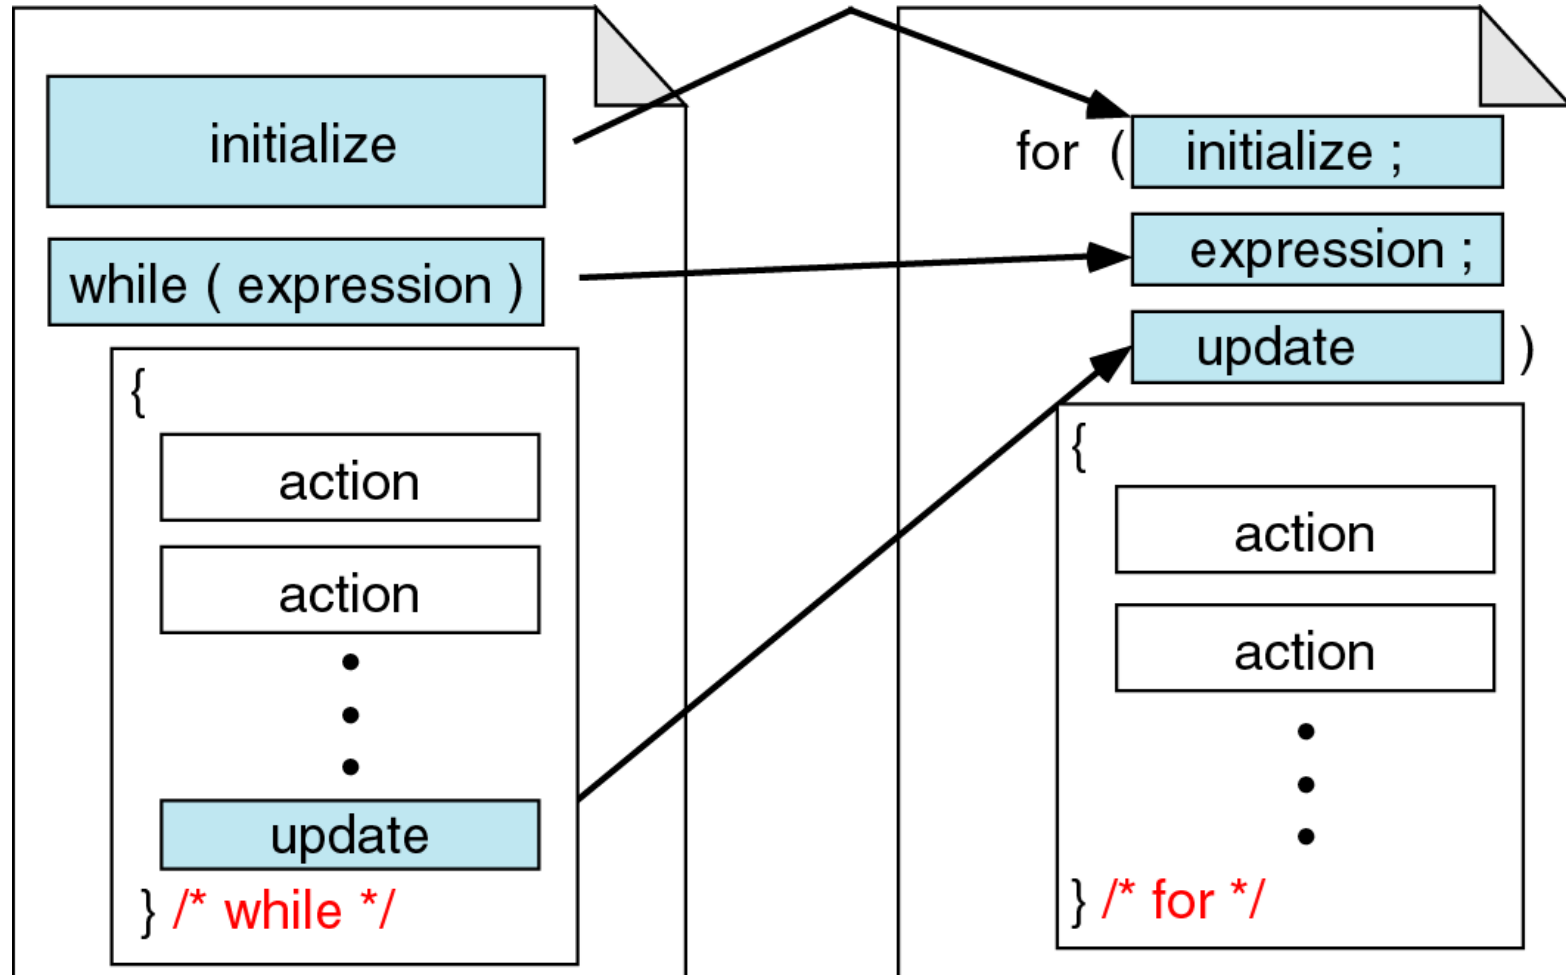 initialize
while ( expression )
{
action
action
update
} /* while */
for ( initialize ;
expression ;
update )
{
action
action
} /* for */